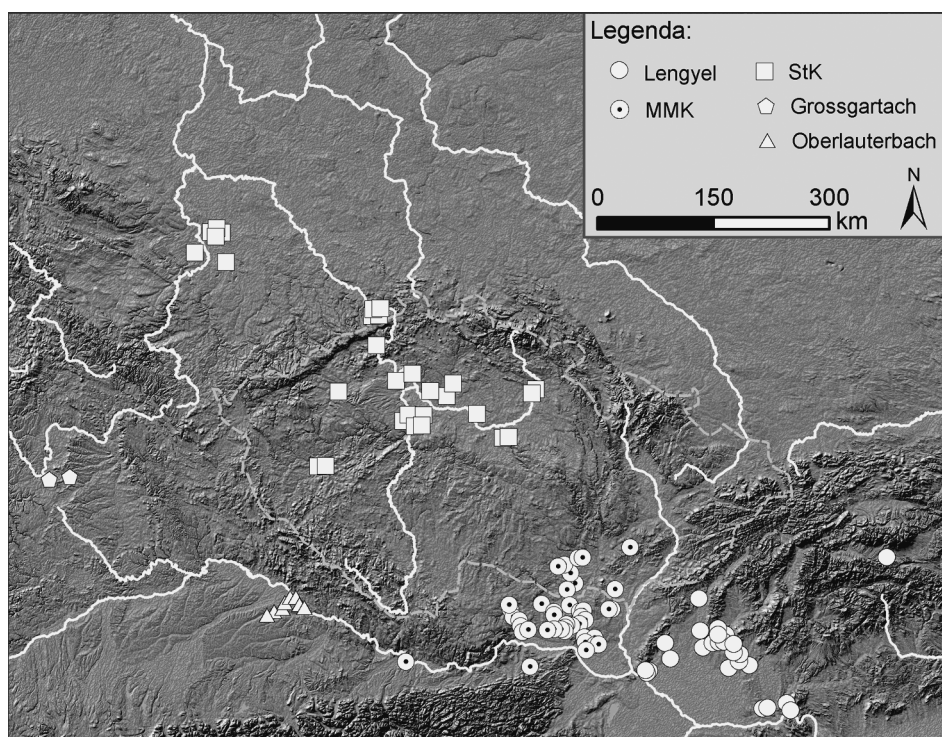 Legenda:
Lengyel
StK
MMK
Grossgartach
Oberlauterbach
N
0 150 300
km